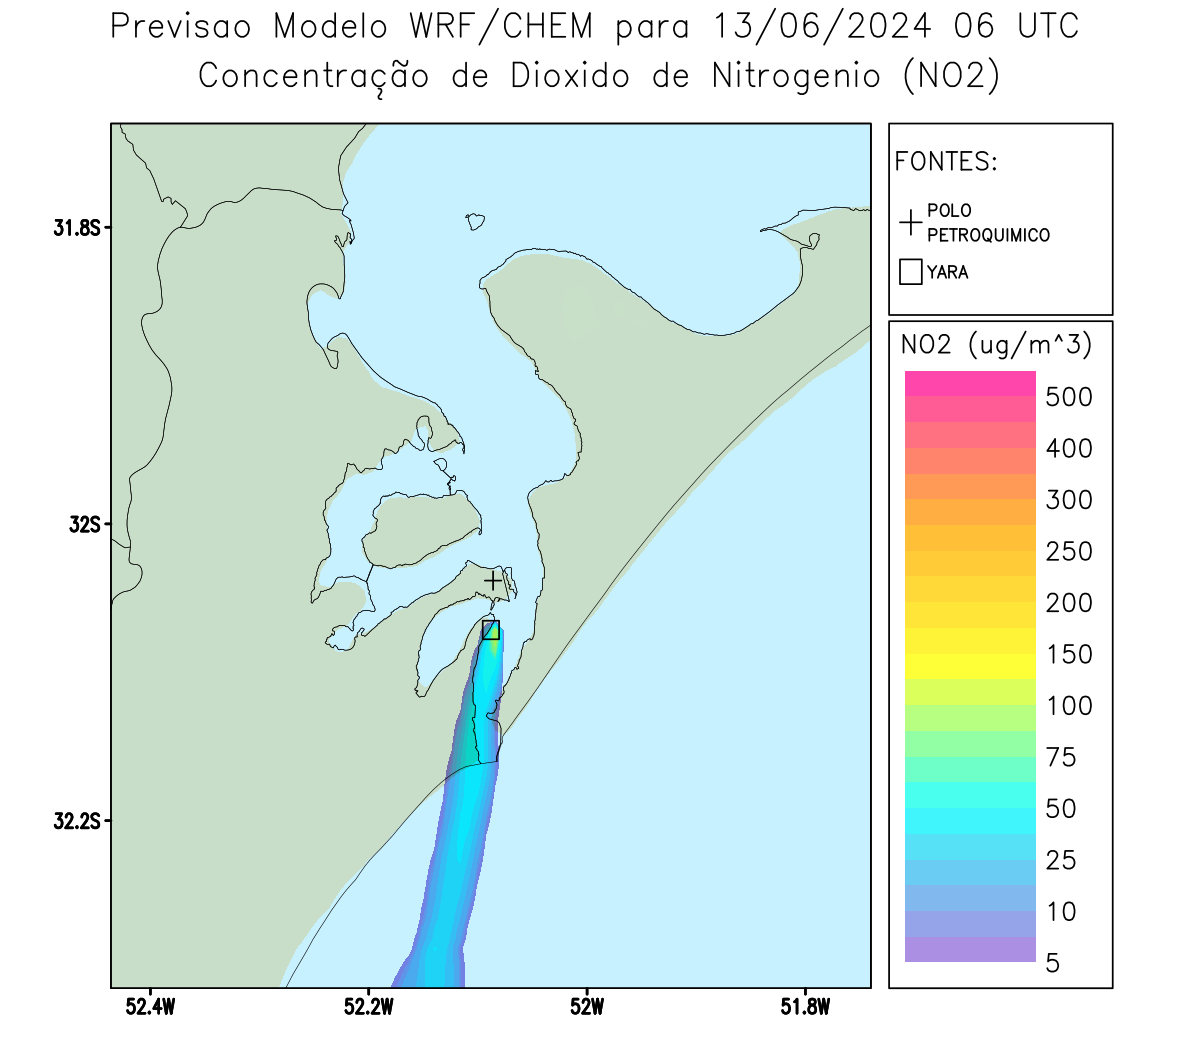 Previsao Modelo WRF/CHEM para 13/06/2024 06 UTC
Concentração de Dioxido de Nitrogenio (NO2)
FONTES:
POLO
PETROQUIMICO
YARA
31.8S
32S
32.2S
52.4W
52.2W
52W
51.8W
NO2 (ug/m^3)
500
400
300
250
200
150
100
75
50
25
10
5